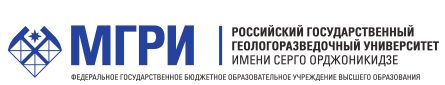 МГРИ
РОССИЙСКИЙ ГОСУДАРСТВЕННЫЙ
ГЕОЛОГОРАЗВЕДОЧНЫЙ УНИВЕРСИТЕТ
ИМЕНИ СЕРГО ОРДЖОНИКИДЗЕ
ФЕДЕРАЛЬНОЕ ГОСУДАРСТВЕННОЕ БЮДЖЕТНОЕ ОБРАЗОВАТЕЛЬНОЕ УЧРЕЖДЕНИЕ ВЫСШЕГО ОБРАЗОВАНИЯ